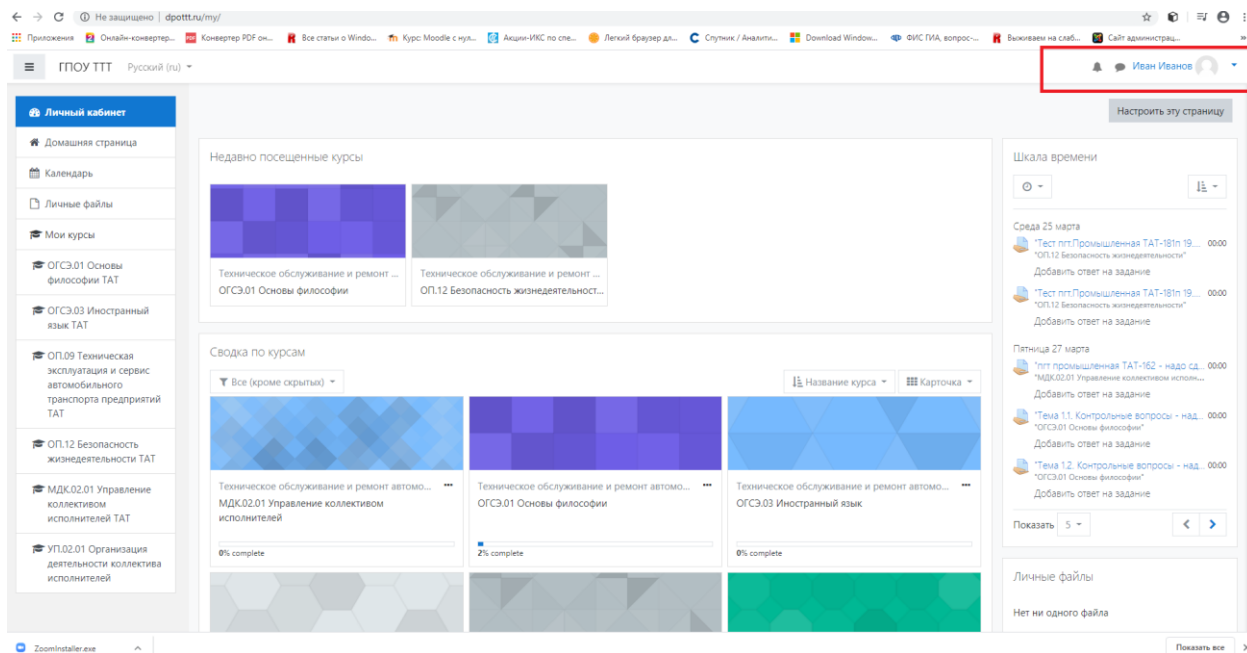 Не защищено | dpottt.ru/my/
Приложения Онлайн-конвертер... Конвертер PDF он... Все статьи о Windo... Курс: Moodle с нул... Акции-ИКС по спе... Легкий браузер дл... Спутник / Аналити... Download Window... ФИС ГИА, вопрос-... Выживаем на слаб... Сайт администрац... »
ГПОУ ТТТ Русский (ru)
Иван Иванов
Настроить эту страницу
Личный кабинет
Домашняя страница
Календарь
Личные файлы
Мои курсы
ОГСЭ.01 Основы
философии ТАТ
ОГСЭ.03 Иностранный
язык ТАТ
ОП.09 Техническая
эксплуатация и сервис
автомобильного
транспорта предприятий
ТАТ
ОП.12 Безопасность
жизнедеятельности ТАТ
МДК.02.01 Управление
коллективом
исполнителей ТАТ
УП.02.01 Организация
деятельности коллектива
исполнителей
Недавно посещенные курсы
Техническое обслуживание и ремонт ...
ОГСЭ.01 Основы философии
Техническое обслуживание и ремонт ...
ОП.12 Безопасность жизнедеятельност...
Сводка по курсам
Все (кроме скрытых)
Название курса
Карточка
Техническое обслуживание и ремонт автомо... •••
МДК.02.01 Управление коллективом
исполнителей
0% complete
Техническое обслуживание и ремонт автомо... •••
ОГСЭ.01 Основы философии
2% complete
Техническое обслуживание и ремонт автомо... •••
ОГСЭ.03 Иностранный язык
0% complete
Шкала времени
Среда 25 марта
"Тест пгт.Промышленная ТАТ-181п 19.... 00:00
"ОП.12 Безопасность жизнедеятельности"
Добавить ответ на задание
"Тест пгт.Промышленная ТАТ-181п 19.... 00:00
"ОП.12 Безопасность жизнедеятельности"
Добавить ответ на задание
Пятница 27 марта
"пгт промышленная ТАТ-162 - надо сд... 00:00
"МДК.02.01 Управление коллективом исполн...
Добавить ответ на задание
"Тема 1.1. Контрольные вопросы - над... 00:00
"ОГСЭ.01 Основы философии"
Добавить ответ на задание
"Тема 1.2. Контрольные вопросы - над... 00:00
"ОГСЭ.01 Основы философии"
Добавить ответ на задание
Показать 5
Личные файлы
Нет ни одного файла
ZoomInstaller.exe
Показать все